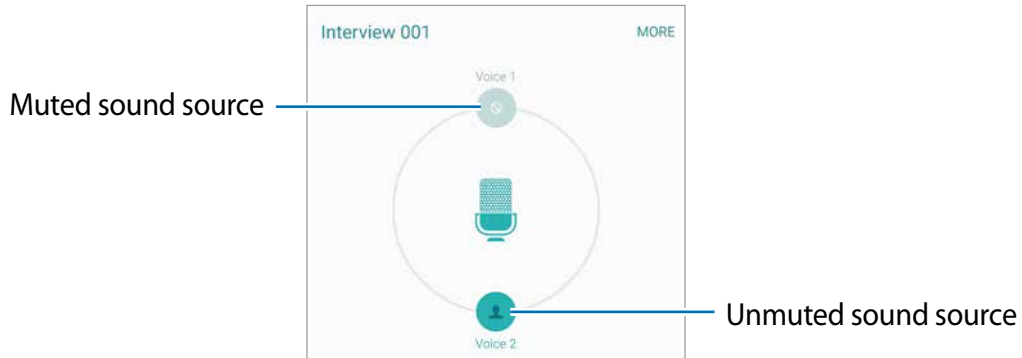 Interview 001
MORE
Voice 1
Muted sound source
Unmuted sound source
Voice 2